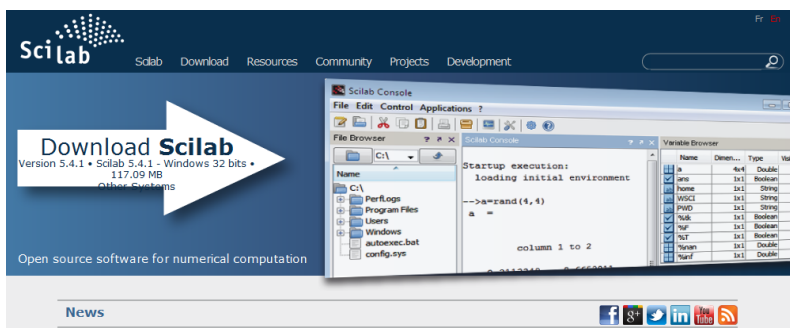 Fr En
Scilab
Scilab Download Resources Community Projects Development
Download Scilab
Version 5.4.1 • Scilab 5.4.1 - Windows 32 bits •
117.09 MB
Other Systems
Open source software for numerical computation
Scilab Console
File Edit Control Applications ?
File Browser ? ↗ x
C:\
Name
C:\
PerfLogs
Program Files
Users
Windows
autoexec.bat
config.sys
Scilab Console ? ↗ x
Startup execution:
loading initial environment
-->a=rand(4,4)
a =
column 1 to 2
Variable Browser
Name Dimen... Type
a 4x4 Double
ans 1x1 Boolean
home 1x1 String
WSCI 1x1 String
PWD 1x1 String
%tk 1x1 Boolean
%F 1x1 Boolean
%T 1x1 Boolean
%nan 1x1 Double
%inf 1x1 Double
News
f g+ in You Tube